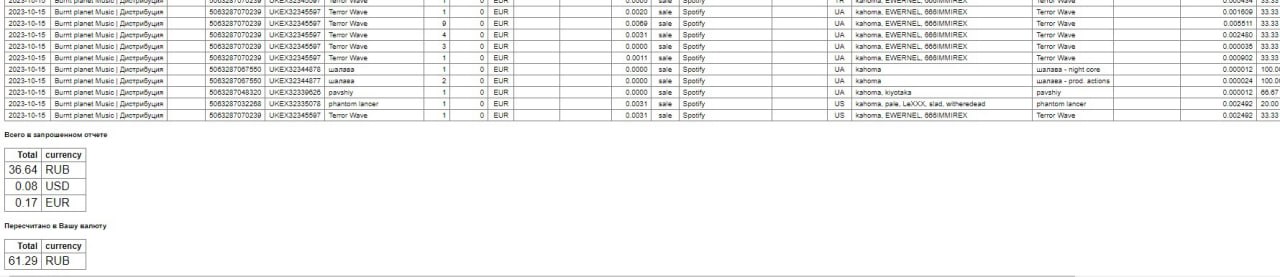 2023-10-15 Burnt planet Music | Дистрибуция 5063287070239 UKEX32345597 Terror Wave 1 0 EUR 0.0005 sale Spotify TR kahoma, EWERNEL, 666IMMIREX Terror Wave 33.33
2023-10-15 Burnt planet Music | Дистрибуция 5063287070239 UKEX32345597 Terror Wave 1 0 EUR 0.0020 sale Spotify UA kahoma, EWERNEL, 666IMMIREX Terror Wave 0.001609 33.33
2023-10-15 Burnt planet Music | Дистрибуция 5063287070239 UKEX32345597 Terror Wave 9 0 EUR 0.0069 sale Spotify UA kahoma, EWERNEL, 666IMMIREX Terror Wave 0.005511 33.33
2023-10-15 Burnt planet Music | Дистрибуция 5063287070239 UKEX32345597 Terror Wave 4 0 EUR 0.0031 sale Spotify UA kahoma, EWERNEL, 666IMMIREX Terror Wave 0.002480 33.33
2023-10-15 Burnt planet Music | Дистрибуция 5063287070239 UKEX32345597 Terror Wave 3 0 EUR 0.0000 sale Spotify UA kahoma, EWERNEL, 666IMMIREX Terror Wave 0.000035 33.33
2023-10-15 Burnt planet Music | Дистрибуция 5063287070239 UKEX32345597 Terror Wave 1 0 EUR 0.0011 sale Spotify UA kahoma, EWERNEL, 666IMMIREX Terror Wave 0.000902 33.33
2023-10-15 Burnt planet Music | Дистрибуция 5063287067550 UKEX32344878 шалава 1 0 EUR 0.0000 sale Spotify UA kahoma шалава - night core 0.000012 100.00
2023-10-15 Burnt planet Music | Дистрибуция 5063287067550 UKEX32344877 шалава 2 0 EUR 0.0000 sale Spotify UA kahoma шалава - prod. actions 0.000024 100.00
2023-10-15 Burnt planet Music | Дистрибуция 5063287048320 UKEX32339626 pavshiy 1 0 EUR 0.0000 sale Spotify UA kahoma, kiyotaka pavshiy 0.000012 66.67
2023-10-15 Burnt planet Music | Дистрибуция 5063287032268 UKEX32335078 phantom lancer 1 0 EUR 0.0031 sale Spotify US kahoma, pale, LeXXX, slad, witheredead phantom lancer 0.002492 20.00
2023-10-15 Burnt planet Music | Дистрибуция 5063287070239 UKEX32345597 Terror Wave 1 0 EUR 0.0031 sale Spotify US kahoma, EWERNEL, 666IMMIREX Terror Wave 0.002492 33.33
Всего в запрошенном отчете
Total currency
36.64 RUB
0.08 USD
0.17 EUR
Пересчитано в Вашу валюту
Total currency
61.29 RUB